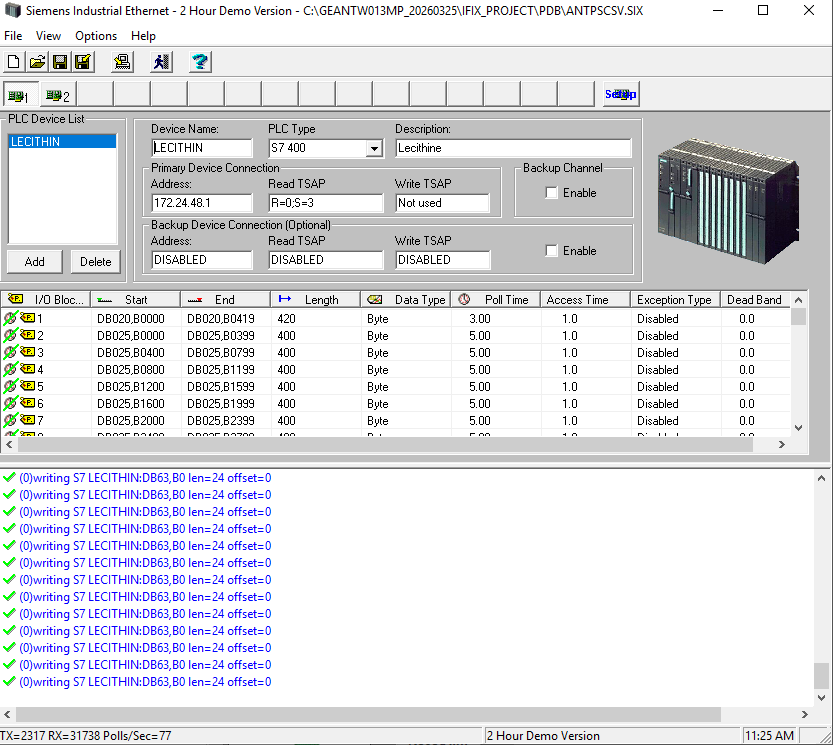 Siemens Industrial Ethernet - 2 Hour Demo Version - C:\GEANTW013MP_20260325\IFIX_PROJECT\PDB\ANTPSCSV.SIX
File View Options Help
1 2 Setup
PLC Device List
LECITHIN
Add Delete
Device Name: PLC Type Description:
LECITHIN S7 400 Lecithine
Primary Device Connection
Address: Read TSAP Write TSAP
172.24.48.1 R=0;S=3 Not used
Backup Channel
Enable
Backup Device Connection (Optional)
Address: Read TSAP Write TSAP
DISABLED DISABLED DISABLED
Enable
I/O Bloc... Start End Length Data Type Poll Time Access Time Exception Type Dead Band
1 DB020,B0000 DB020,B0419 420 Byte 3.00 1.0 Disabled 0.0
2 DB025,B0000 DB025,B0399 400 Byte 5.00 1.0 Disabled 0.0
3 DB025,B0400 DB025,B0799 400 Byte 5.00 1.0 Disabled 0.0
4 DB025,B0800 DB025,B1199 400 Byte 5.00 1.0 Disabled 0.0
5 DB025,B1200 DB025,B1599 400 Byte 5.00 1.0 Disabled 0.0
6 DB025,B1600 DB025,B1999 400 Byte 5.00 1.0 Disabled 0.0
7 DB025,B2000 DB025,B2399 400 Byte 5.00 1.0 Disabled 0.0
(0)writing S7 LECITHIN:DB63,B0 len=24 offset=0
(0)writing S7 LECITHIN:DB63,B0 len=24 offset=0
(0)writing S7 LECITHIN:DB63,B0 len=24 offset=0
(0)writing S7 LECITHIN:DB63,B0 len=24 offset=0
(0)writing S7 LECITHIN:DB63,B0 len=24 offset=0
(0)writing S7 LECITHIN:DB63,B0 len=24 offset=0
(0)writing S7 LECITHIN:DB63,B0 len=24 offset=0
(0)writing S7 LECITHIN:DB63,B0 len=24 offset=0
(0)writing S7 LECITHIN:DB63,B0 len=24 offset=0
(0)writing S7 LECITHIN:DB63,B0 len=24 offset=0
(0)writing S7 LECITHIN:DB63,B0 len=24 offset=0
(0)writing S7 LECITHIN:DB63,B0 len=24 offset=0
(0)writing S7 LECITHIN:DB63,B0 len=24 offset=0
TX=2317 RX=31738 Polls/Sec=77 2 Hour Demo Version 11:25 AM